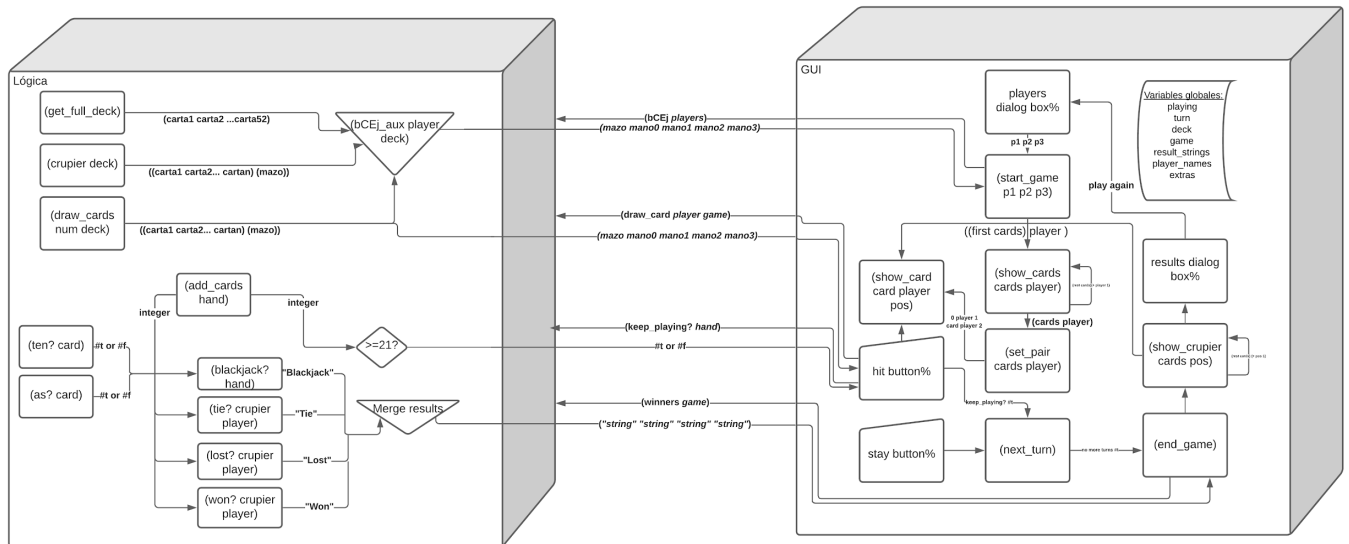 Lógica
(get_full_deck)
(carta1 carta2 ...carta52)
(crupier deck)
((carta1 carta2... cartan) (mazo))
(draw_cards
num deck)
((carta1 carta2... cartan) (mazo))
(bCEj_aux player
deck)
(add_cards
hand)
integer
integer
(ten? card)
#t or #f
(as? card)
#t or #f
>=21?
(blackjack?
hand)
"Blackjack"
(tie? crupier
player)
"Tie"
(lost? crupier
player)
"Lost"
(won? crupier
player)
"Won"
Merge results
(bCEj players)
(mazo mano0 mano1 mano2 mano3)
(draw_card player game)
(mazo mano0 mano1 mano2 mano3)
(keep_playing? hand)
#t or #f
(winners game)
("string" "string" "string" "string")
GUI
players
dialog box%
p1 p2 p3
(start_game
p1 p2 p3)
Variables globales:
playing
turn
deck
game
result_strings
player_names
extras
play again
((first cards) player )
(show_card
card player
pos)
(show_cards
cards player)
results dialog
box%
0 player 1
card player 2
(cards player)
(set_pair
cards player)
(show_crupier
cards pos)
hit button%
keep_playing? #t
stay button%
(next_turn)
no more turns #t
(end_game)